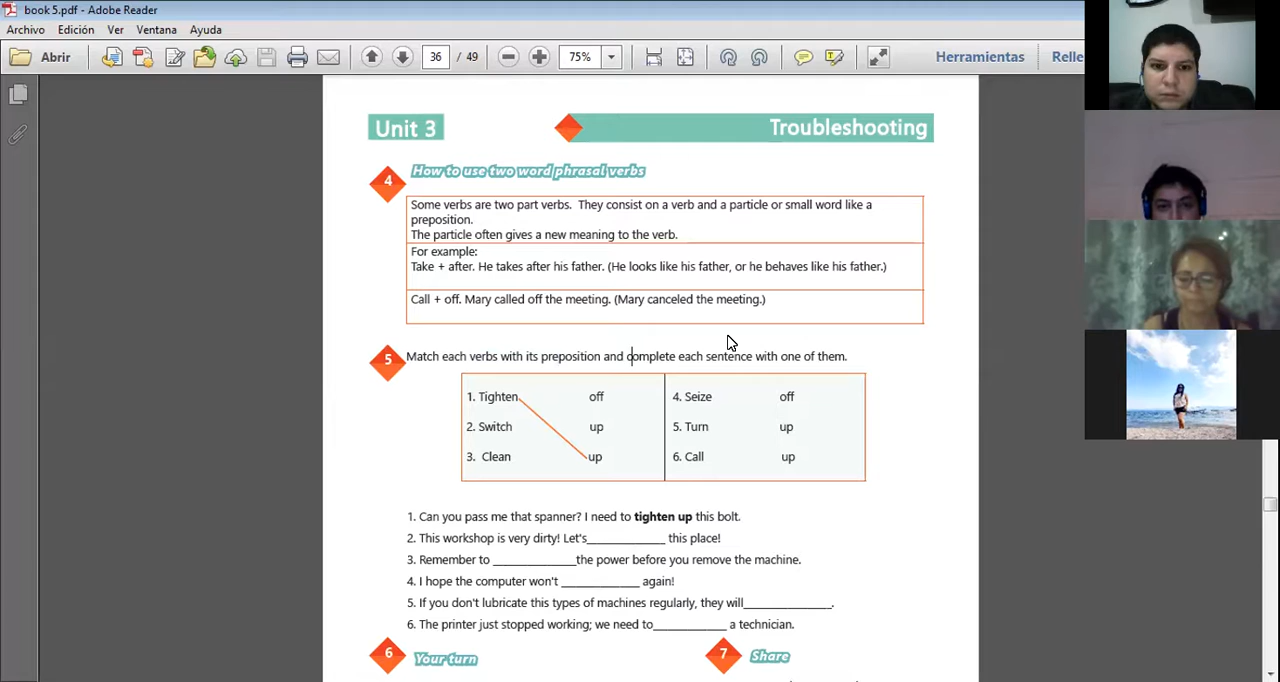 book 5.pdf - Adobe Reader
Archivo Edición Ver Ventana Ayuda
Abrir 36 / 49 75% Herramientas Relle
Unit 3 Troubleshooting
4 How to use two word phrasal verbs
Some verbs are two part verbs. They consist on a verb and a particle or small word like a
preposition.
The particle often gives a new meaning to the verb.
For example:
Take + after. He takes after his father. (He looks like his father, or he behaves like his father.)
Call + off. Mary called off the meeting. (Mary canceled the meeting.)
5 Match each verbs with its preposition and complete each sentence with one of them.
1. Tighten off 4. Seize off
2. Switch up 5. Turn up
3. Clean up 6. Call up
1. Can you pass me that spanner? I need to tighten up this bolt.
2. This workshop is very dirty! Let's______________ this place!
3. Remember to _______________the power before you remove the machine.
4. I hope the computer won't ______________ again!
5. If you don't lubricate this types of machines regularly, they will________________.
6. The printer just stopped working; we need to_____________ a technician.
6 Your turn 7 Share